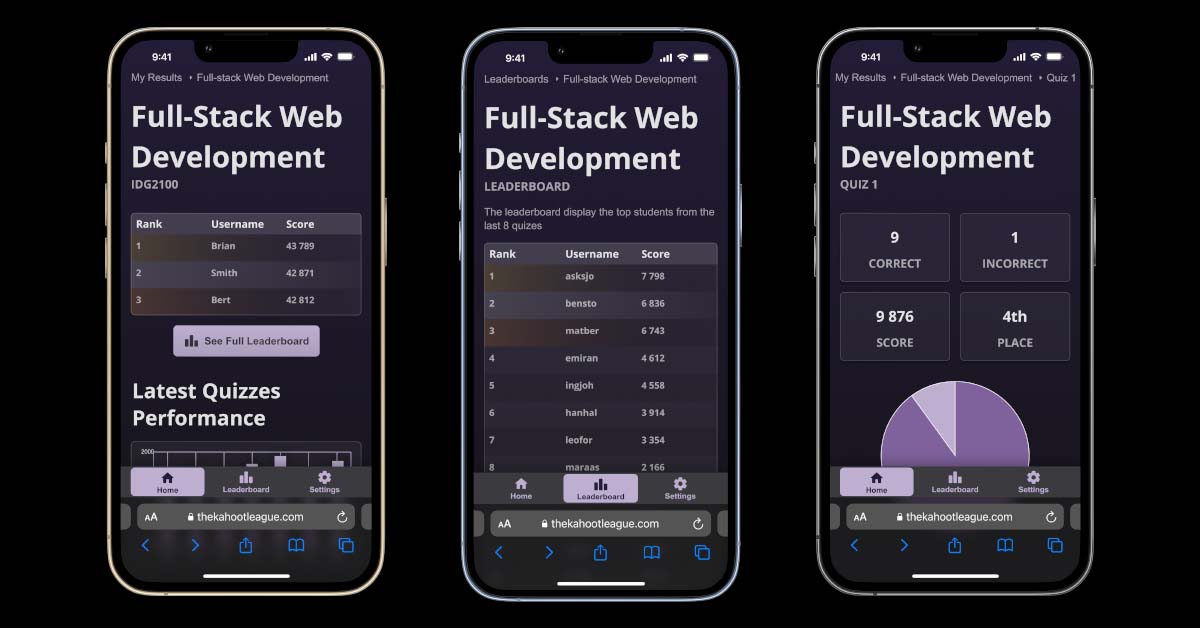 9:41
My Results ‣ Full-stack Web Development
Full-Stack Web
Development
IDG2100
Rank Username Score
1 Brian 43 789
2 Smith 42 871
3 Bert 42 812
See Full Leaderboard
Latest Quizzes
Performance
2000
Home Leaderboard Settings
AA thekahootleague.com
9:41
Leaderboards ‣ Full-stack Web Development
Full-Stack Web
Development
LEADERBOARD
The leaderboard display the top students from the
last 8 quizes
Rank Username Score
1 asksjo 7 798
2 bensto 6 836
3 matber 6 743
4 emiran 4 612
5 ingjoh 4 558
6 hanhal 3 914
7 leofor 3 354
8 maraas 2 166
Home Leaderboard Settings
AA thekahootleague.com
9:41
My Results ‣ Full-stack Web Development ‣ Quiz 1
Full-Stack Web
Development
QUIZ 1
9 1
CORRECT INCORRECT
9 876 4th
SCORE PLACE
Home Leaderboard Settings
AA thekahootleague.com